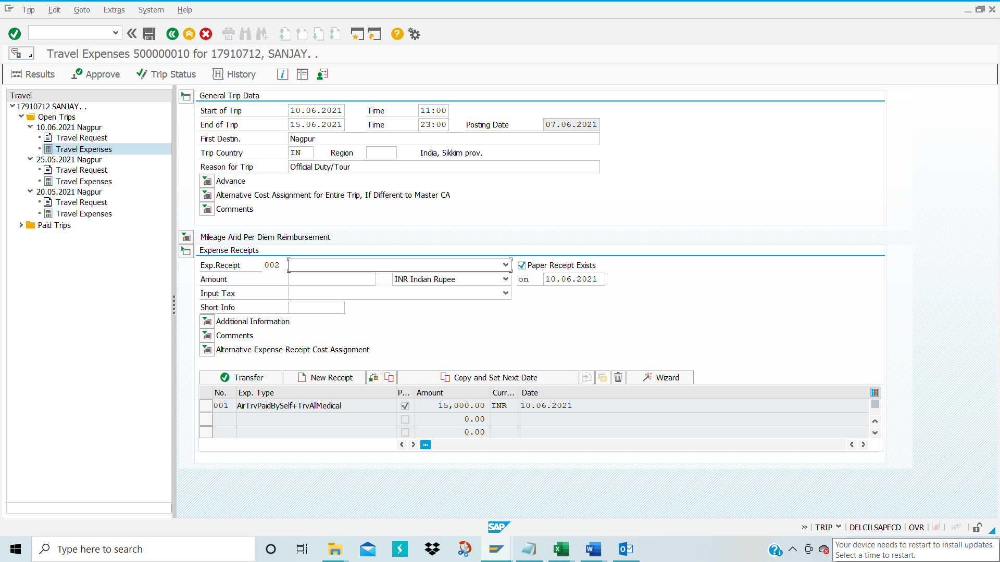 Trip Edit Goto Extras System Help
Travel Expenses 500000010 for 17910712, SANJAY. .
Results Approve Trip Status History
Travel
17910712 SANJAY. .
Open Trips
10.06.2021 Nagpur
Travel Request
Travel Expenses
25.05.2021 Nagpur
Travel Request
Travel Expenses
20.05.2021 Nagpur
Travel Request
Travel Expenses
Paid Trips
General Trip Data
Start of Trip 10.06.2021 Time 11:00
End of Trip 15.06.2021 Time 23:00 Posting Date 07.06.2021
First Destin. Nagpur
Trip Country IN Region India, Sikkim prov.
Reason for Trip Official Duty/Tour
Advance
Alternative Cost Assignment for Entire Trip, If Different to Master CA
Comments
Mileage And Per Diem Reimbursement
Expense Receipts
Exp.Receipt 002 Paper Receipt Exists
Amount INR Indian Rupee on 10.06.2021
Input Tax
Short Info
Additional Information
Comments
Alternative Expense Receipt Cost Assignment
Transfer New Receipt Copy and Set Next Date Wizard
No. Exp. Type P... Amount Curr... Date
001 AirTrvPaidBySelf+TrvAllMedical 15,000.00 INR 10.06.2021
0.00
0.00
SAP
TRIP DELCILSAPECD OVR
Type here to search
Your device needs to restart to install updates.
Select a time to restart.